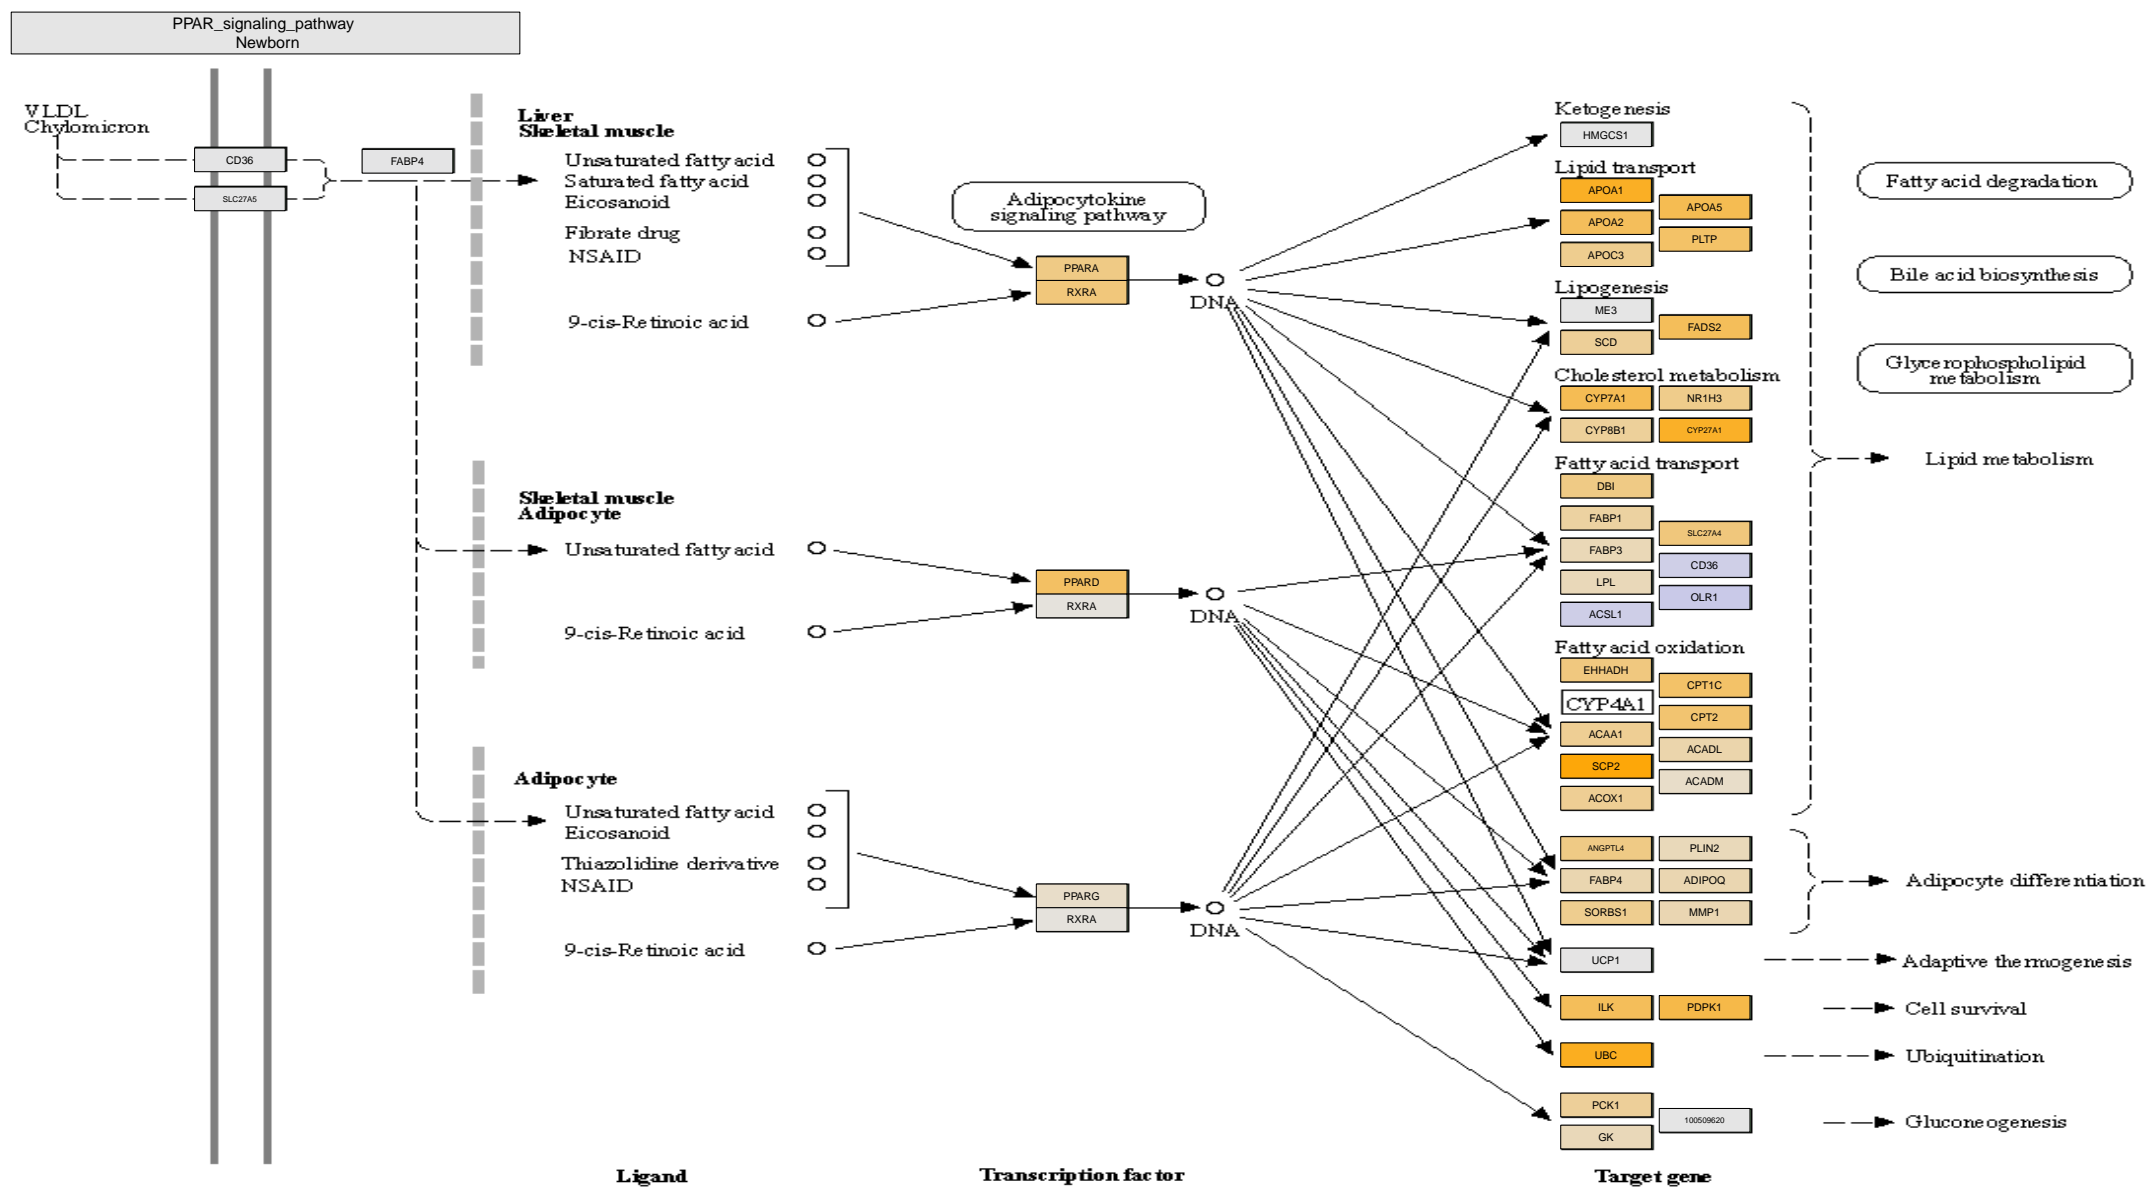 PPAR_signaling_pathway
Newborn
VLDL
Chylomicron
CD36
SLC27A5
FABP4
Liver
Skeletal muscle
Unsaturated fatty acid
Saturated fatty acid
Eicosanoid
Fibrate drug
NSAID
9-cis-Retinoic acid
Adipocytokine
signaling pathway
PPARA
RXRA
DNA
Skeletal muscle
Adipocyte
Unsaturated fatty acid
9-cis-Retinoic acid
PPARD
RXRA
DNA
Adipocyte
Unsaturated fatty acid
Eicosanoid
Thiazolidine derivative
NSAID
9-cis-Retinoic acid
PPARG
RXRA
DNA
Ketogenesis
HMGCS1
Lipid transport
APOA1
APOA5
APOA2
PLTP
APOC3
Lipogenesis
ME3
FADS2
SCD
Cholesterol metabolism
CYP7A1 NR1H3
CYP8B1 CYP27A1
Fatty acid transport
DBI
FABP1
SLC27A4
FABP3
CD36
LPL
OLR1
ACSL1
Fatty acid oxidation
EHHADH
CPT1C
CYP4A1
CPT2
ACAA1
ACADL
SCP2
ACADM
ACOX1
ANGPTL4 PLIN2
FABP4 ADIPOQ
SORBS1 MMP1
UCP1
ILK PDPK1
UBC
PCK1
100509620
GK
Fatty acid degradation
Bile acid biosynthesis
Glycerophospholipid
metabolism
Lipid metabolism
Adipocyte differentiation
Adaptive thermogenesis
Cell survival
Ubiquitination
Gluconeogenesis
Ligand
Transcription factor
Target gene